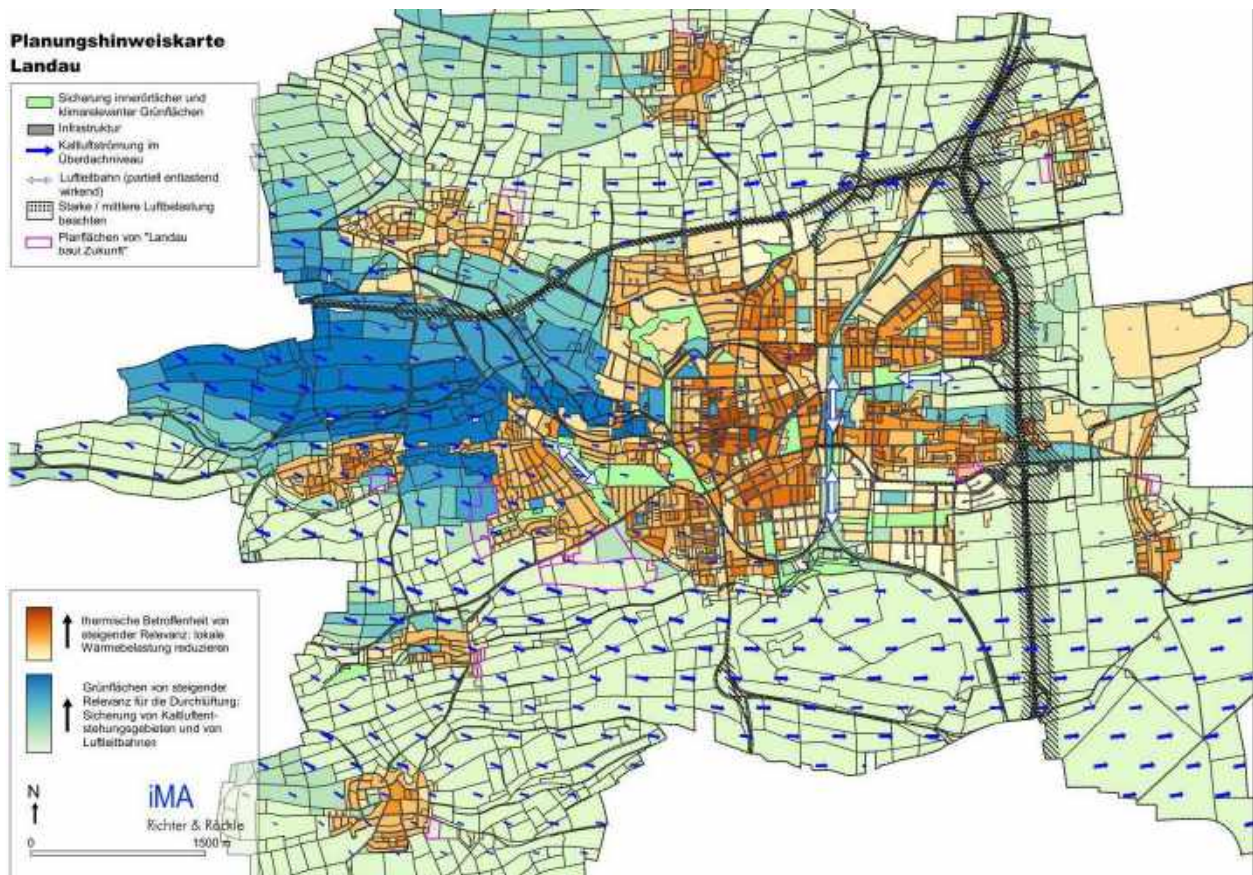 Planungshinweiskarte
Landau
Sicherung innerörtlicher und
klimarelevanter Grünflächen
Infrastruktur
Kaltluftströmung im
Überdachniveau
Luftleitbahn (partiell entlastend
wirkend)
Starke / mittlere Luftbelastung
beachten
Planflächen von "Landau
baut Zukunft"
thermische Betroffenheit von
steigender Relevanz: lokale
Wärmebelastung reduzieren
Grünflächen von steigender
Relevanz für die Durchlüftung:
Sicherung von Kaltluftent-
stehungsgebieten und von
Luftleitbahnen
N
iMA
Richter & Röckle
0 1500 m